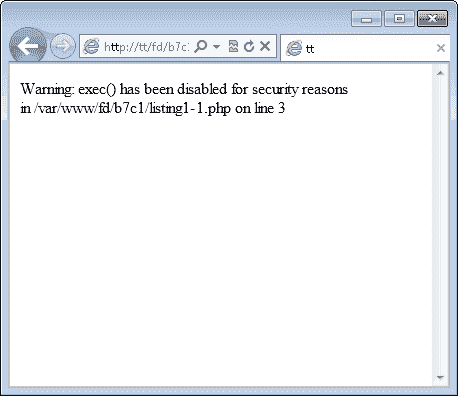 http://tt/fd/b7c1
tt
Warning: exec() has been disabled for security reasons
in /var/www/fd/b7c1/listing1-1.php on line 3